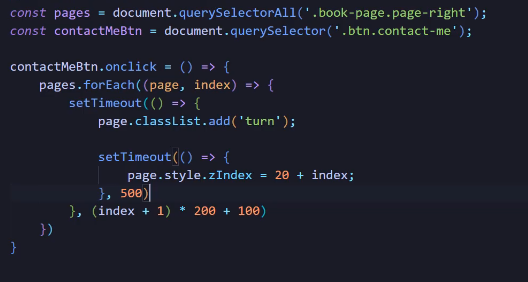 const pages = document.querySelectorAll('.book-page.page-right');
const contactMeBtn = document.querySelector('.btn.contact-me');

contactMeBtn.onclick = () => {
    pages.forEach((page, index) => {
        setTimeout(() => {
            page.classList.add('turn');

            setTimeout(() => {
                page.style.zIndex = 20 + index;
            }, 500)
        }, (index + 1) * 200 + 100)
    })
}